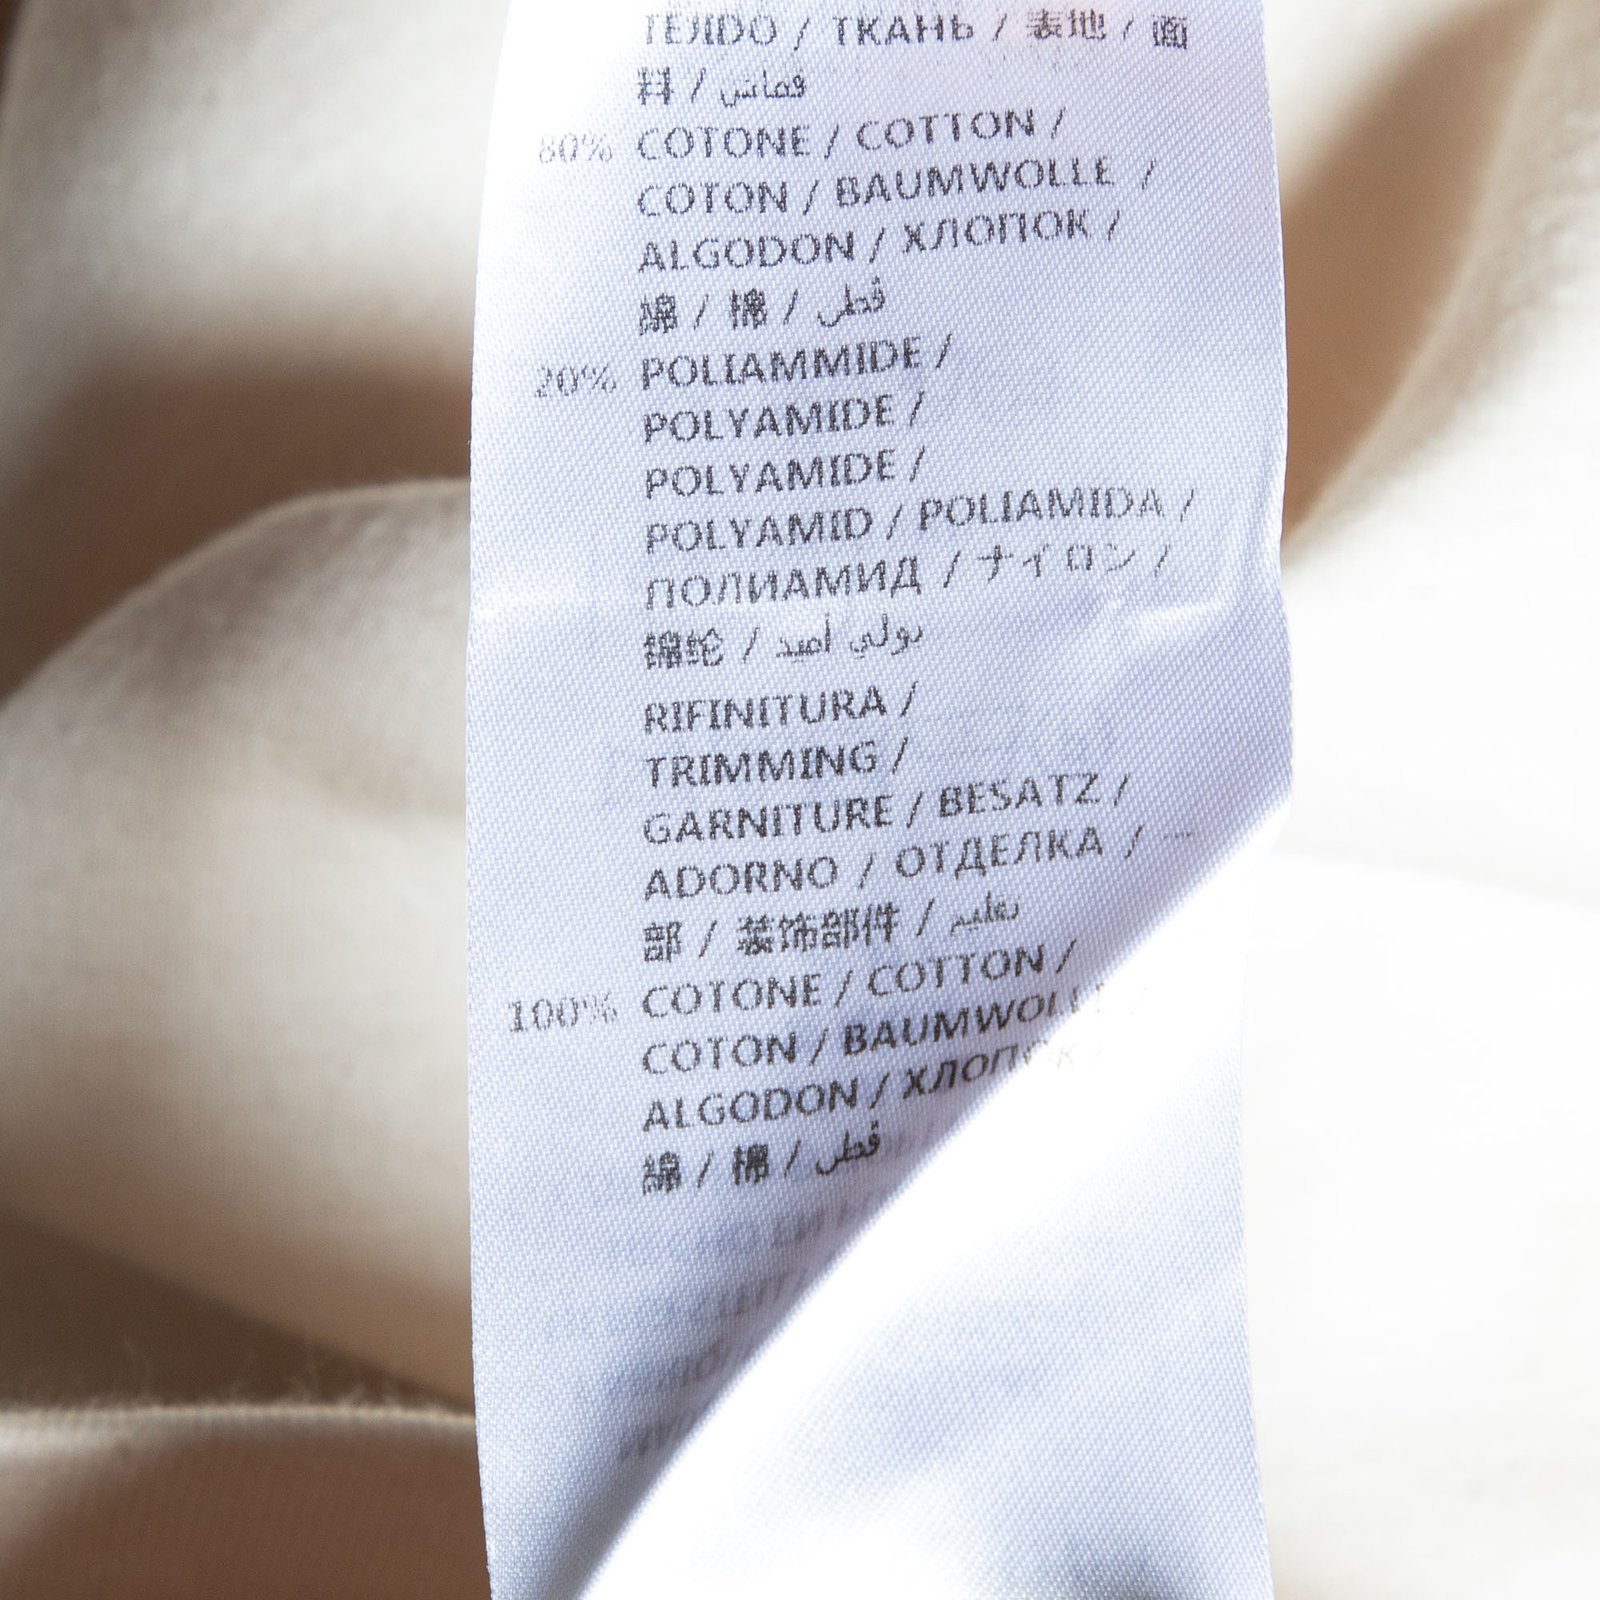 TEJIDO / ТКАНЬ / 表地 / 面
料 / قماش
80% COTONE / COTTON /
COTON / BAUMWOLLE /
ALGODON / ХЛОПОК /
綿 / 棉 / قطن
20% POLIAMMIDE /
POLYAMIDE /
POLYAMIDE /
POLYAMID / POLIAMIDA /
ПОЛИАМИД / ナイロン /
锦纶 / بولي أميد
RIFINITURA /
TRIMMING /
GARNITURE / BESATZ /
ADORNO / ОТДЕЛКА / 一
部 / 装饰部件 /
100% COTONE / COTTON /
COTON / BAUMWOLLE /
ALGODON / ХЛОПОК /
綿 / 棉 / قطن